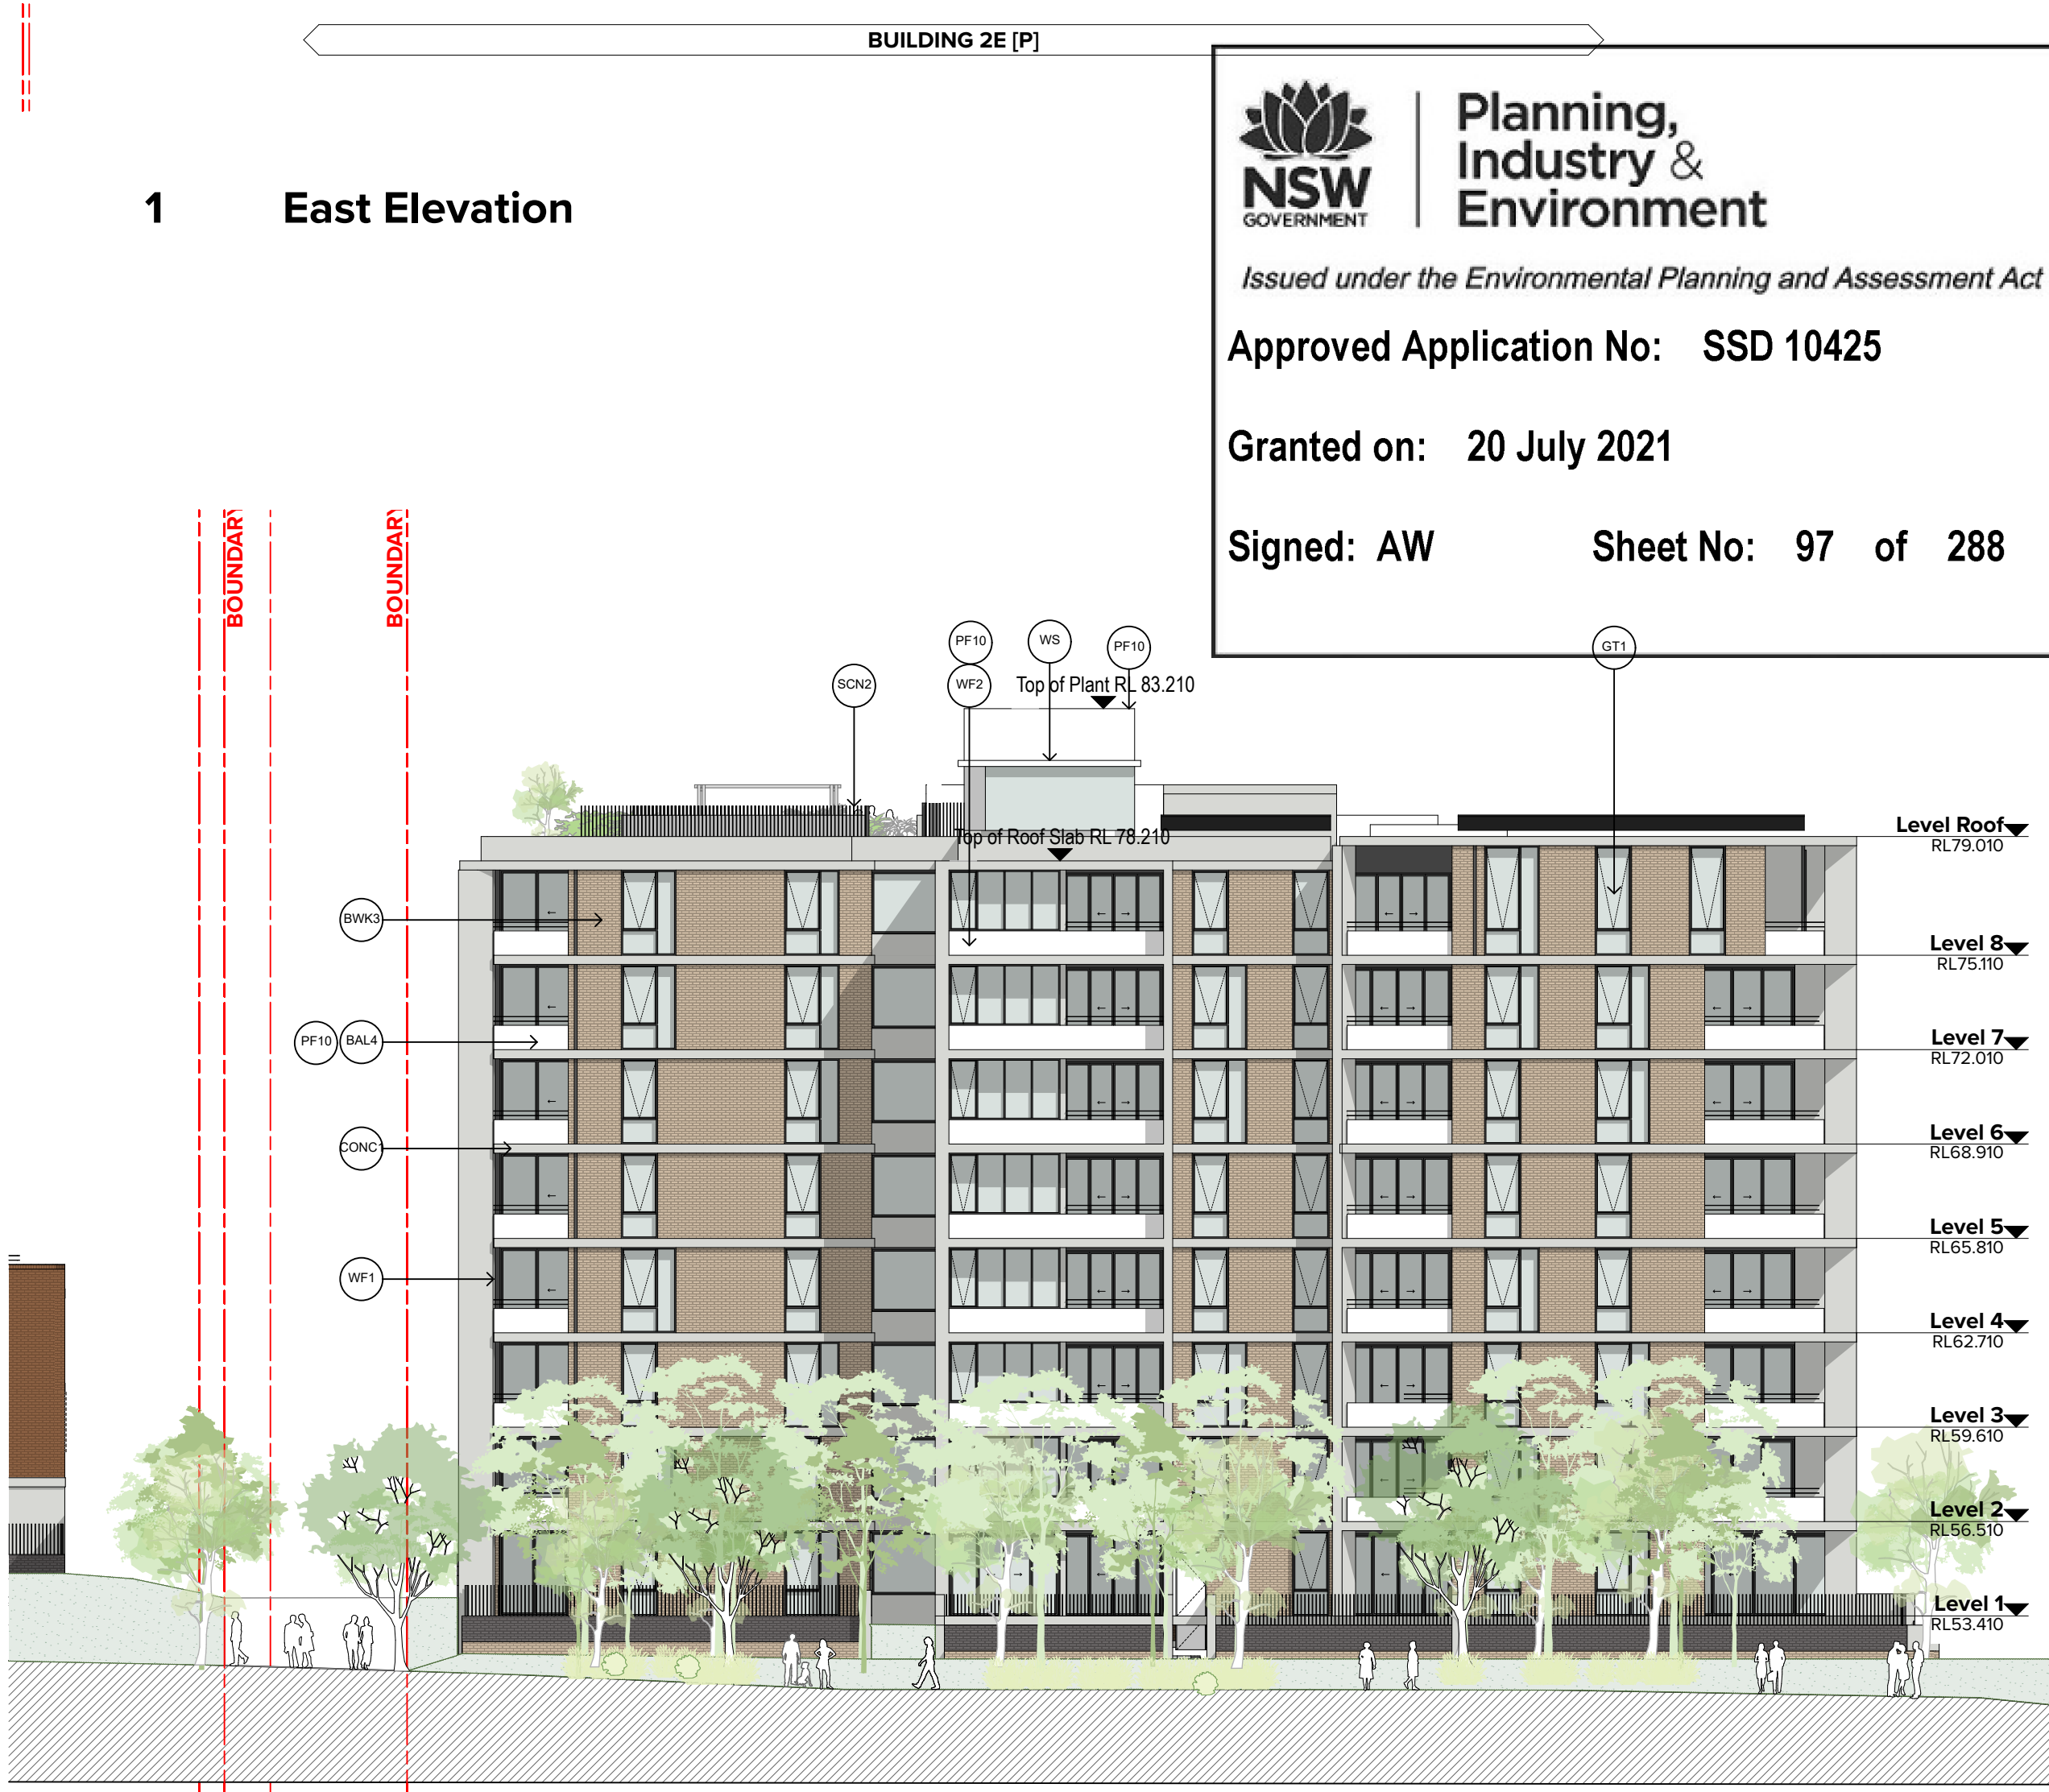 BUILDING 2E [P]
1 East Elevation
NSW
GOVERNMENT
Planning,
Industry &
Environment
Issued under the Environmental Planning and Assessment Act
Approved Application No: SSD 10425
Granted on: 20 July 2021
Signed: AW Sheet No: 97 of 288
BOUNDARY
BOUNDARY
PF10
WS
PF10
GT1
SCN2
WF2
Top of Plant RL 83.210
Top of Roof Slab RL 78.210
Level Roof
RL79.010
BWK3
Level 8
RL75.110
PF10
BAL4
Level 7
RL72.010
CONC1
Level 6
RL68.910
Level 5
RL65.810
WF1
Level 4
RL62.710
Level 3
RL59.610
Level 2
RL56.510
Level 1
RL53.410